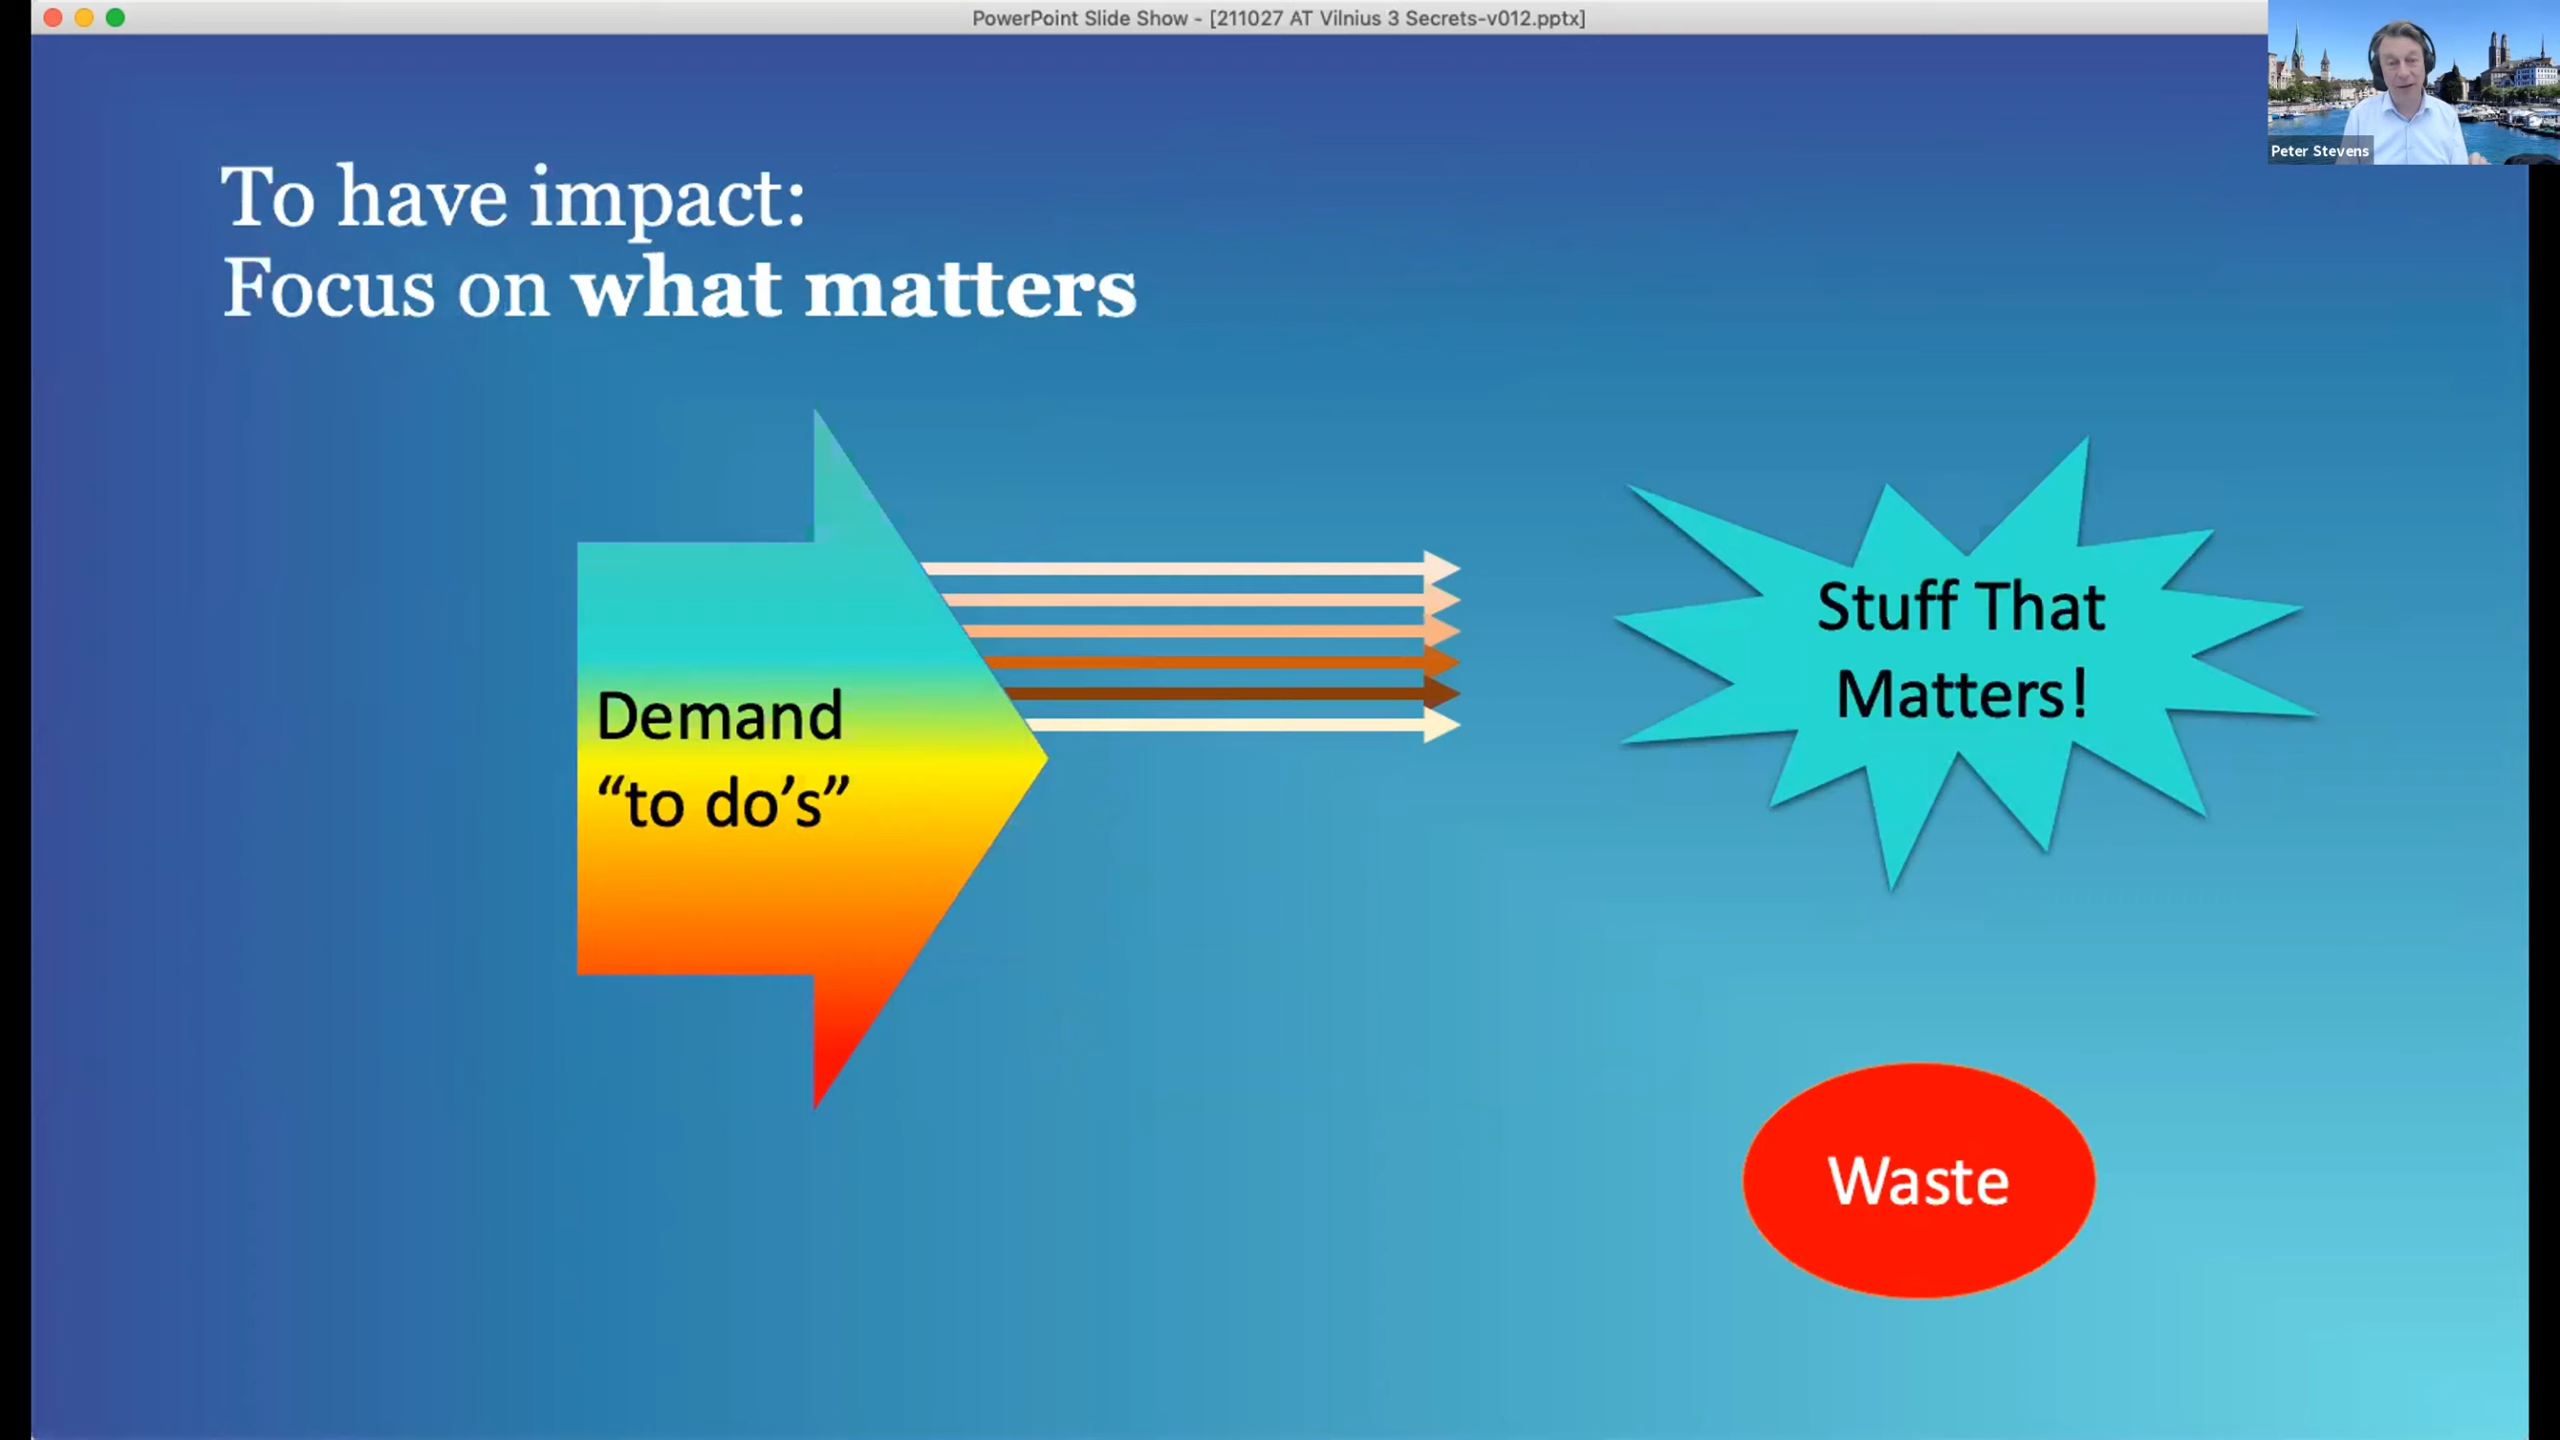 PowerPoint Slide Show - [211027 AT Vilnius 3 Secrets-v012.pptx]
Peter Stevens
To have impact:
Focus on what matters
Demand
“to do’s”
Stuff That
Matters!
Waste